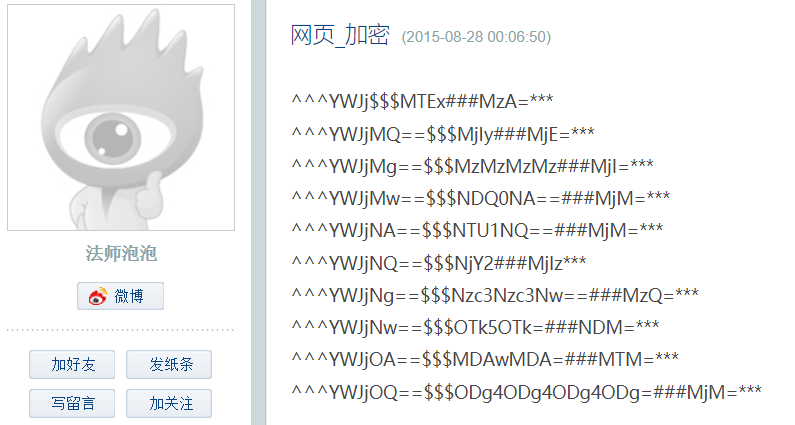 网页_加密 (2015-08-28 00:06:50)
^^^YWJj$$$MTEx###MzA=***
^^^YWJjMQ==$$$MjIy###MjE=***
^^^YWJjMg==$$$MzMzMzMz###MjI=***
^^^YWJjMw==$$$NDQ0NA==###MjM=***
^^^YWJjNA==$$$NTU1NQ==###MjM=***
^^^YWJjNQ==$$$NjY2###MjIz***
^^^YWJjNg==$$$Nzc3Nzc3Nw==###MzQ=***
^^^YWJjNw==$$$OTk5OTk=###NDM=***
^^^YWJjOA==$$$MDAwMDA=###MTM=***
^^^YWJjOQ==$$$ODg4ODg4ODg4ODg=###MjM=***
法师泡泡
微博
加好友 发纸条
写留言 加关注